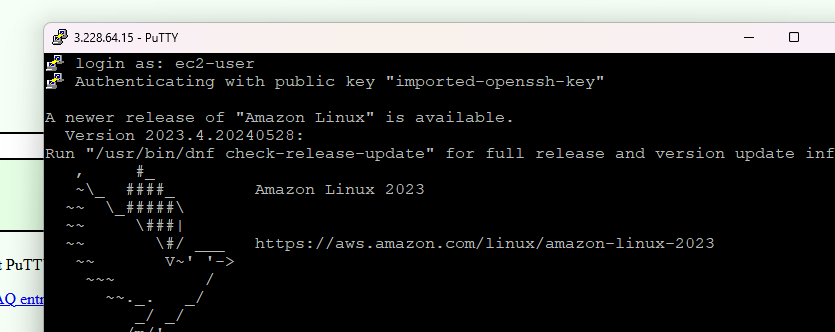 3.228.64.15 - PuTTY
login as: ec2-user
Authenticating with public key "imported-openssh-key"
A newer release of "Amazon Linux" is available.
  Version 2023.4.20240528:
Run "/usr/bin/dnf check-release-update" for full release and version update inf
   ,     #_
   ~\_  ####_        Amazon Linux 2023
  ~~  \_#####\
  ~~     \###|
  ~~       \#/ ___   https://aws.amazon.com/linux/amazon-linux-2023
   ~~       V~' '->
    ~~~         /
      ~~._.   _/
         _/ _/
       _/m/'
t PuTTY
AQ entr